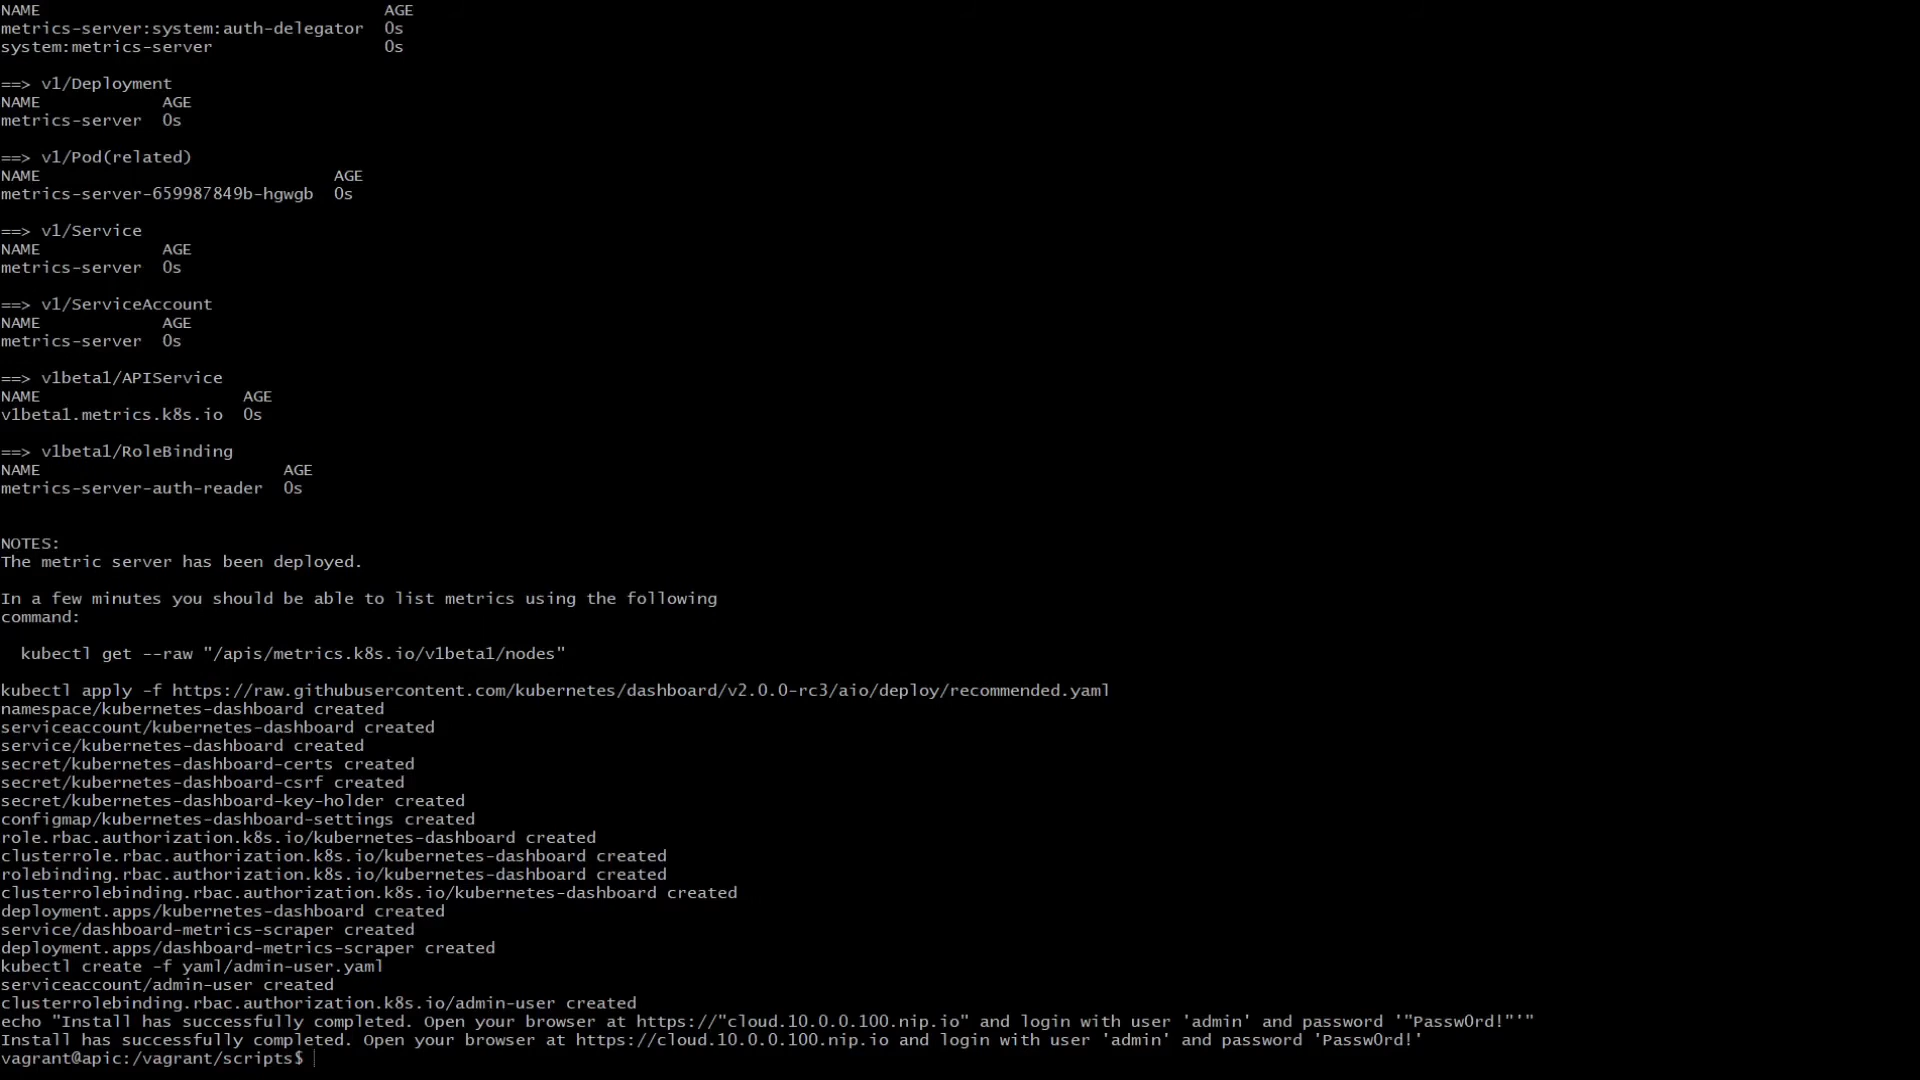 NAME                                   AGE
metrics-server:system:auth-delegator  0s
system:metrics-server                 0s

==> v1/Deployment
NAME            AGE
metrics-server  0s

==> v1/Pod(related)
NAME                             AGE
metrics-server-659987849b-hgwgb  0s

==> v1/Service
NAME            AGE
metrics-server  0s

==> v1/ServiceAccount
NAME            AGE
metrics-server  0s

==> v1beta1/APIService
NAME                    AGE
v1beta1.metrics.k8s.io  0s

==> v1beta1/RoleBinding
NAME                        AGE
metrics-server-auth-reader  0s

NOTES:
The metric server has been deployed.

In a few minutes you should be able to list metrics using the following
command:

  kubectl get --raw "/apis/metrics.k8s.io/v1beta1/nodes"

kubectl apply -f https://raw.githubusercontent.com/kubernetes/dashboard/v2.0.0-rc3/aio/deploy/recommended.yaml
namespace/kubernetes-dashboard created
serviceaccount/kubernetes-dashboard created
service/kubernetes-dashboard created
secret/kubernetes-dashboard-certs created
secret/kubernetes-dashboard-csrf created
secret/kubernetes-dashboard-key-holder created
configmap/kubernetes-dashboard-settings created
role.rbac.authorization.k8s.io/kubernetes-dashboard created
clusterrole.rbac.authorization.k8s.io/kubernetes-dashboard created
rolebinding.rbac.authorization.k8s.io/kubernetes-dashboard created
clusterrolebinding.rbac.authorization.k8s.io/kubernetes-dashboard created
deployment.apps/kubernetes-dashboard created
service/dashboard-metrics-scraper created
deployment.apps/dashboard-metrics-scraper created
kubectl create -f yaml/admin-user.yaml
serviceaccount/admin-user created
clusterrolebinding.rbac.authorization.k8s.io/admin-user created
echo "Install has successfully completed. Open your browser at https://"cloud.10.0.0.100.nip.io" and login with user 'admin' and password '"Passw0rd!"'"
Install has successfully completed. Open your browser at https://cloud.10.0.0.100.nip.io and login with user 'admin' and password 'Passw0rd!'
vagrant@apic:/vagrant/scripts$